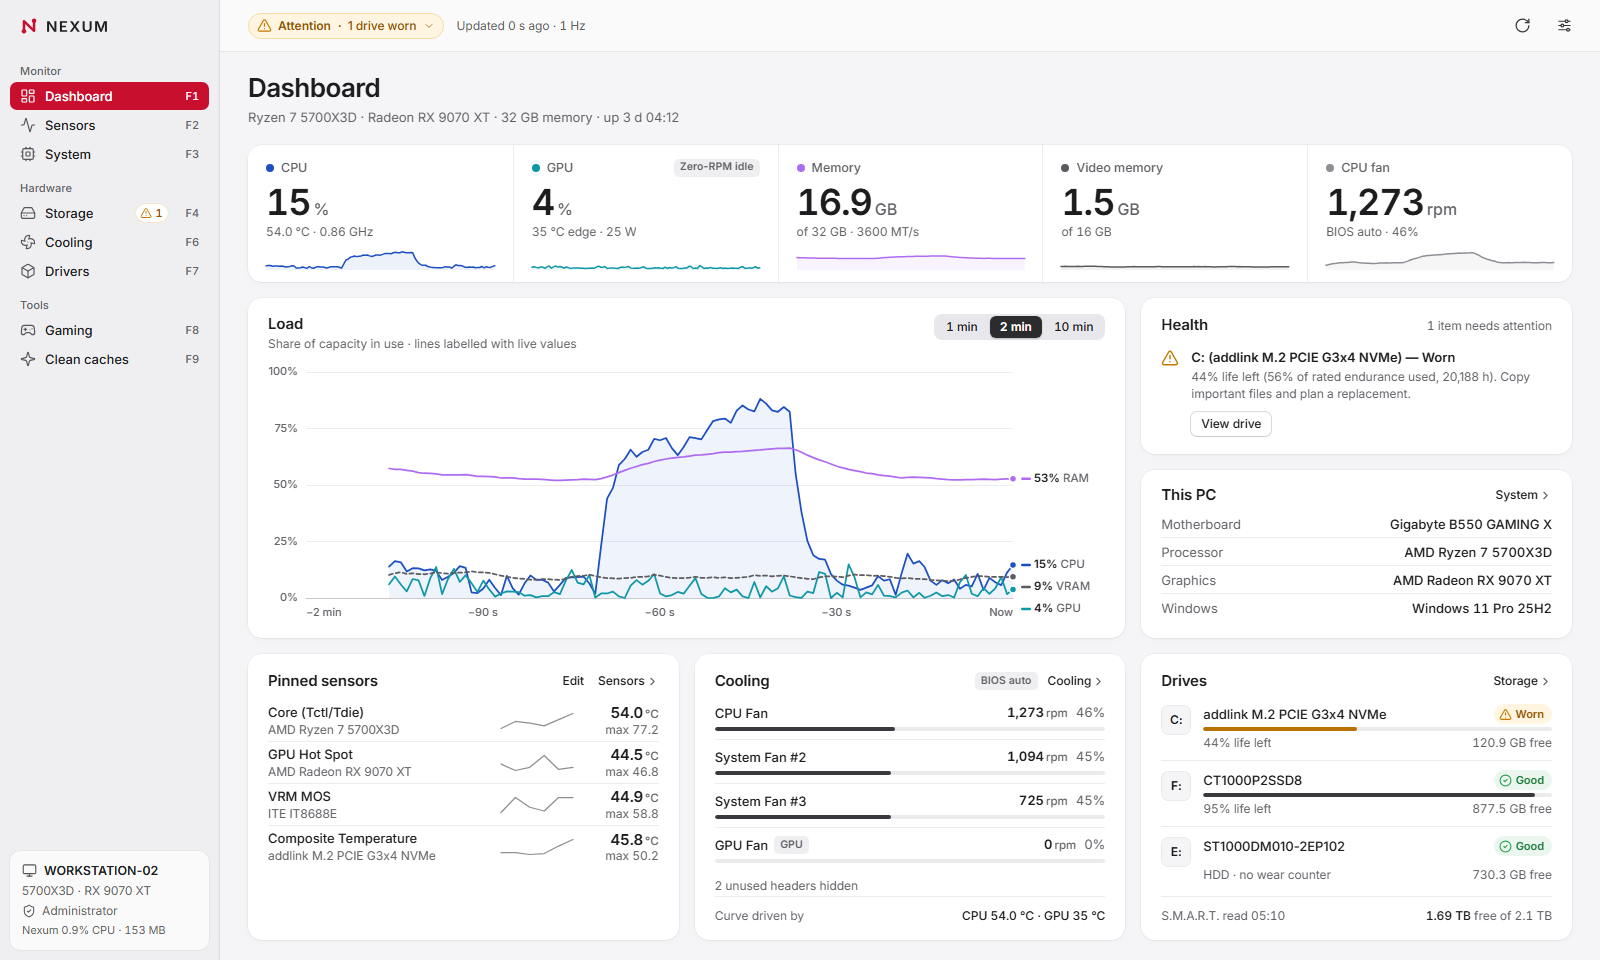 NEXUM
Attention · 1 drive worn
Updated 0 s ago · 1 Hz
Monitor
Dashboard F1
Sensors F2
System F3
Hardware
Storage 1 F4
Cooling F6
Drivers F7
Tools
Gaming F8
Clean caches F9
WORKSTATION-02
5700X3D · RX 9070 XT
Administrator
Nexum 0.9% CPU · 153 MB
Dashboard
Ryzen 7 5700X3D · Radeon RX 9070 XT · 32 GB memory · up 3 d 04:12
CPU
15 %
54.0 °C · 0.86 GHz
GPU Zero-RPM idle
4 %
35 °C edge · 25 W
Memory
16.9 GB
of 32 GB · 3600 MT/s
Video memory
1.5 GB
of 16 GB
CPU fan
1,273 rpm
BIOS auto · 46%
Load
Share of capacity in use · lines labelled with live values
1 min 2 min 10 min
100%
75%
50%
25%
0%
−2 min −90 s −60 s −30 s Now
53% RAM
15% CPU
9% VRAM
4% GPU
Health 1 item needs attention
C: (addlink M.2 PCIE G3x4 NVMe) — Worn
44% life left (56% of rated endurance used, 20,188 h). Copy
important files and plan a replacement.
View drive
This PC System
Motherboard Gigabyte B550 GAMING X
Processor AMD Ryzen 7 5700X3D
Graphics AMD Radeon RX 9070 XT
Windows Windows 11 Pro 25H2
Pinned sensors Edit Sensors
Core (Tctl/Tdie) 54.0 °C
AMD Ryzen 7 5700X3D max 77.2
GPU Hot Spot 44.5 °C
AMD Radeon RX 9070 XT max 46.8
VRM MOS 44.9 °C
ITE IT8688E max 58.8
Composite Temperature 45.8 °C
addlink M.2 PCIE G3x4 NVMe max 50.2
Cooling BIOS auto Cooling
CPU Fan 1,273 rpm 46%
System Fan #2 1,094 rpm 45%
System Fan #3 725 rpm 45%
GPU Fan GPU 0 rpm 0%
2 unused headers hidden
Curve driven by CPU 54.0 °C · GPU 35 °C
Drives Storage
C: addlink M.2 PCIE G3x4 NVMe Worn
44% life left 120.9 GB free
F: CT1000P2SSD8 Good
95% life left 877.5 GB free
E: ST1000DM010-2EP102 Good
HDD · no wear counter 730.3 GB free
S.M.A.R.T. read 05:10 1.69 TB free of 2.1 TB